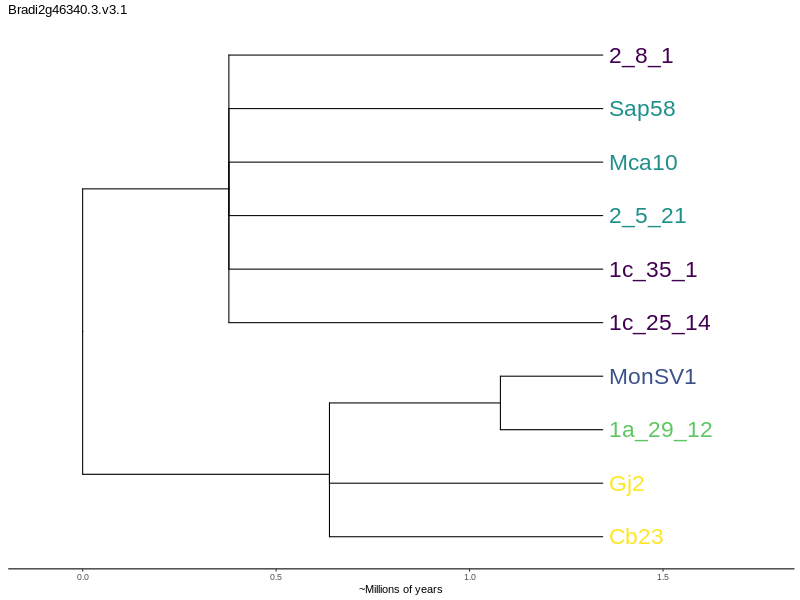 Bradi2g46340.3.v3.1
2_8_1
Sap58
Mca10
2_5_21
1c_35_1
1c_25_14
MonSV1
1a_29_12
Gj2
Cb23
0.0 0.5 1.0 1.5
~Millions of years